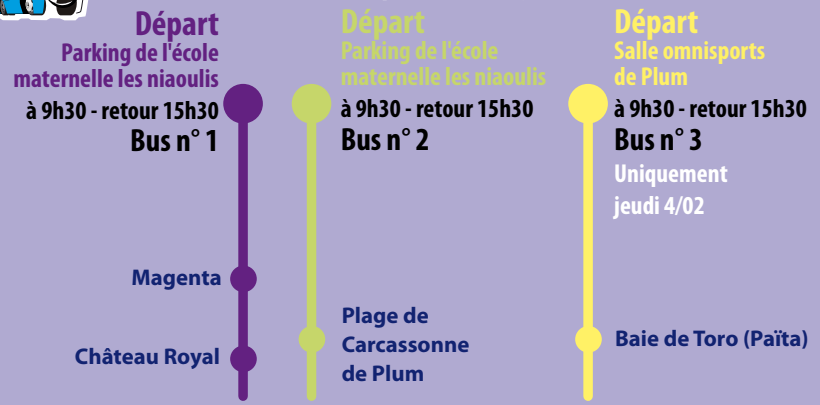 Départ
Parking de l'école
maternelle les niaoulis
à 9h30 - retour 15h30
Bus n° 1
Magenta
Château Royal
Départ
Parking de l'école
maternelle les niaoulis
à 9h30 - retour 15h30
Bus n° 2
Plage de
Carcassonne
de Plum
Départ
Salle omnisports
de Plum
à 9h30 - retour 15h30
Bus n° 3
Uniquement
jeudi 4/02
Baie de Toro (Païta)